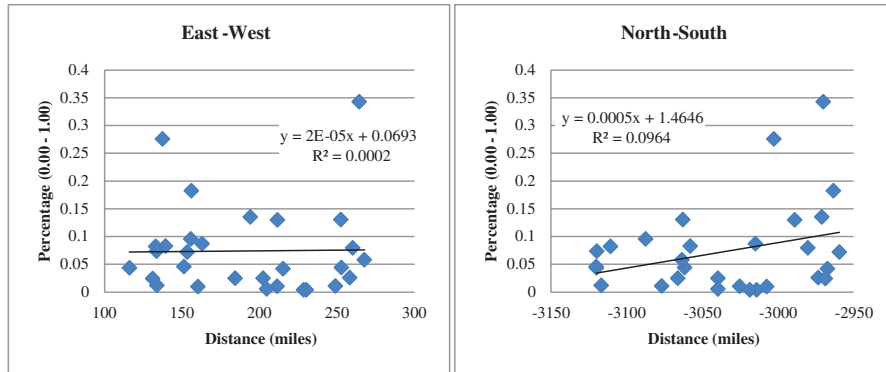 East -West
0.4
0.35
0.3
0.25
0.2
0.15
0.1
0.05
0
Percentage (0.00 - 1.00)
y = 2E-05x + 0.0693
R² = 0.0002
100 150 200 250 300
Distance (miles)
North-South
0.4
0.35
0.3
0.25
0.2
0.15
0.1
0.05
0
Percentage (0.00 - 1.00)
y = 0.0005x + 1.4646
R² = 0.0964
-3150 -3100 -3050 -3000 -2950
Distance (miles)